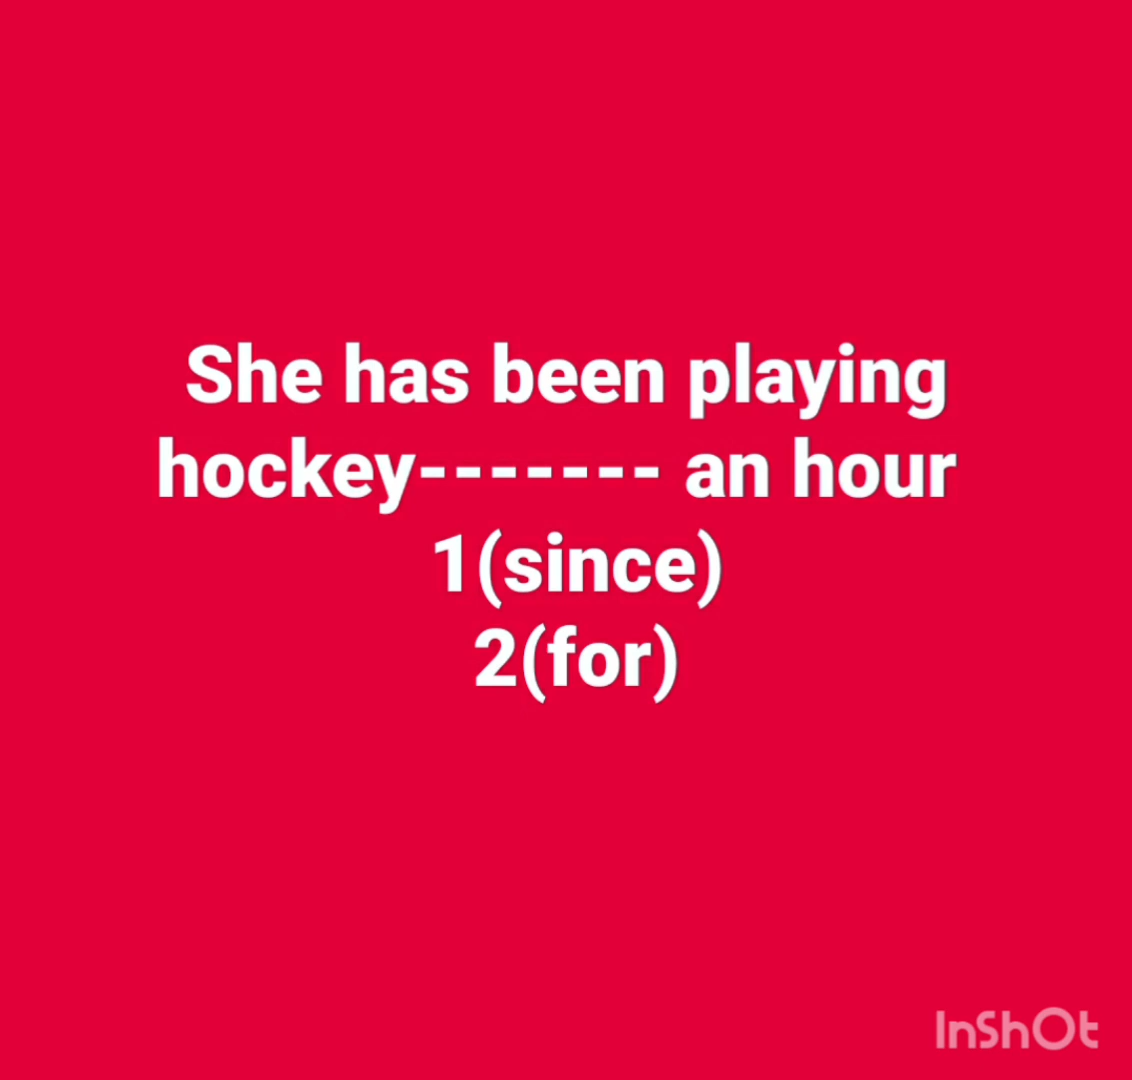 She has been playing
hockey------- an hour
1(since)
2(for)
InShOt